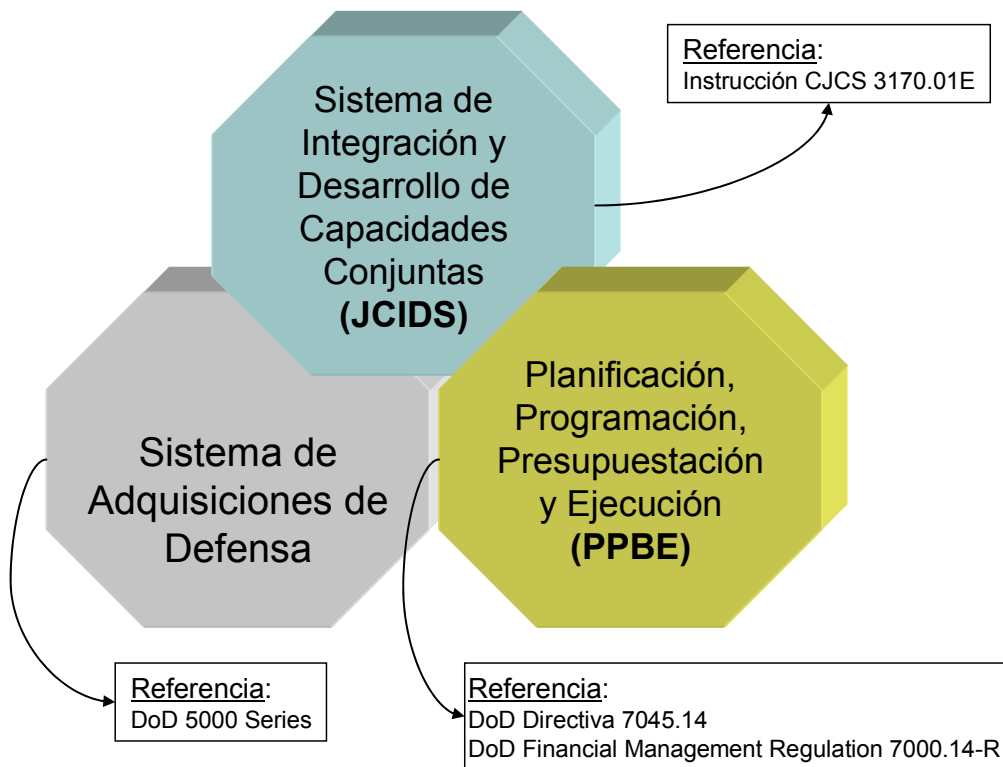 Sistema de
Integración y
Desarrollo de
Capacidades
Conjuntas
(JCIDS)
Referencia:
Instrucción CJCS 3170.01E
Sistema de
Adquisiciones de
Defensa
Planificación,
Programación,
Presupuestación
y Ejecución
(PPBE)
Referencia:
DoD 5000 Series
Referencia:
DoD Directiva 7045.14
DoD Financial Management Regulation 7000.14-R